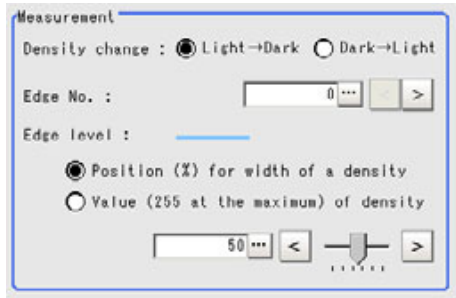 Measurement
Density change : Light→Dark Dark→Light
Edge No. : 0 ... < >
Edge level :
Position (%) for width of a density
Value (255 at the maximum) of density
50 ... < >